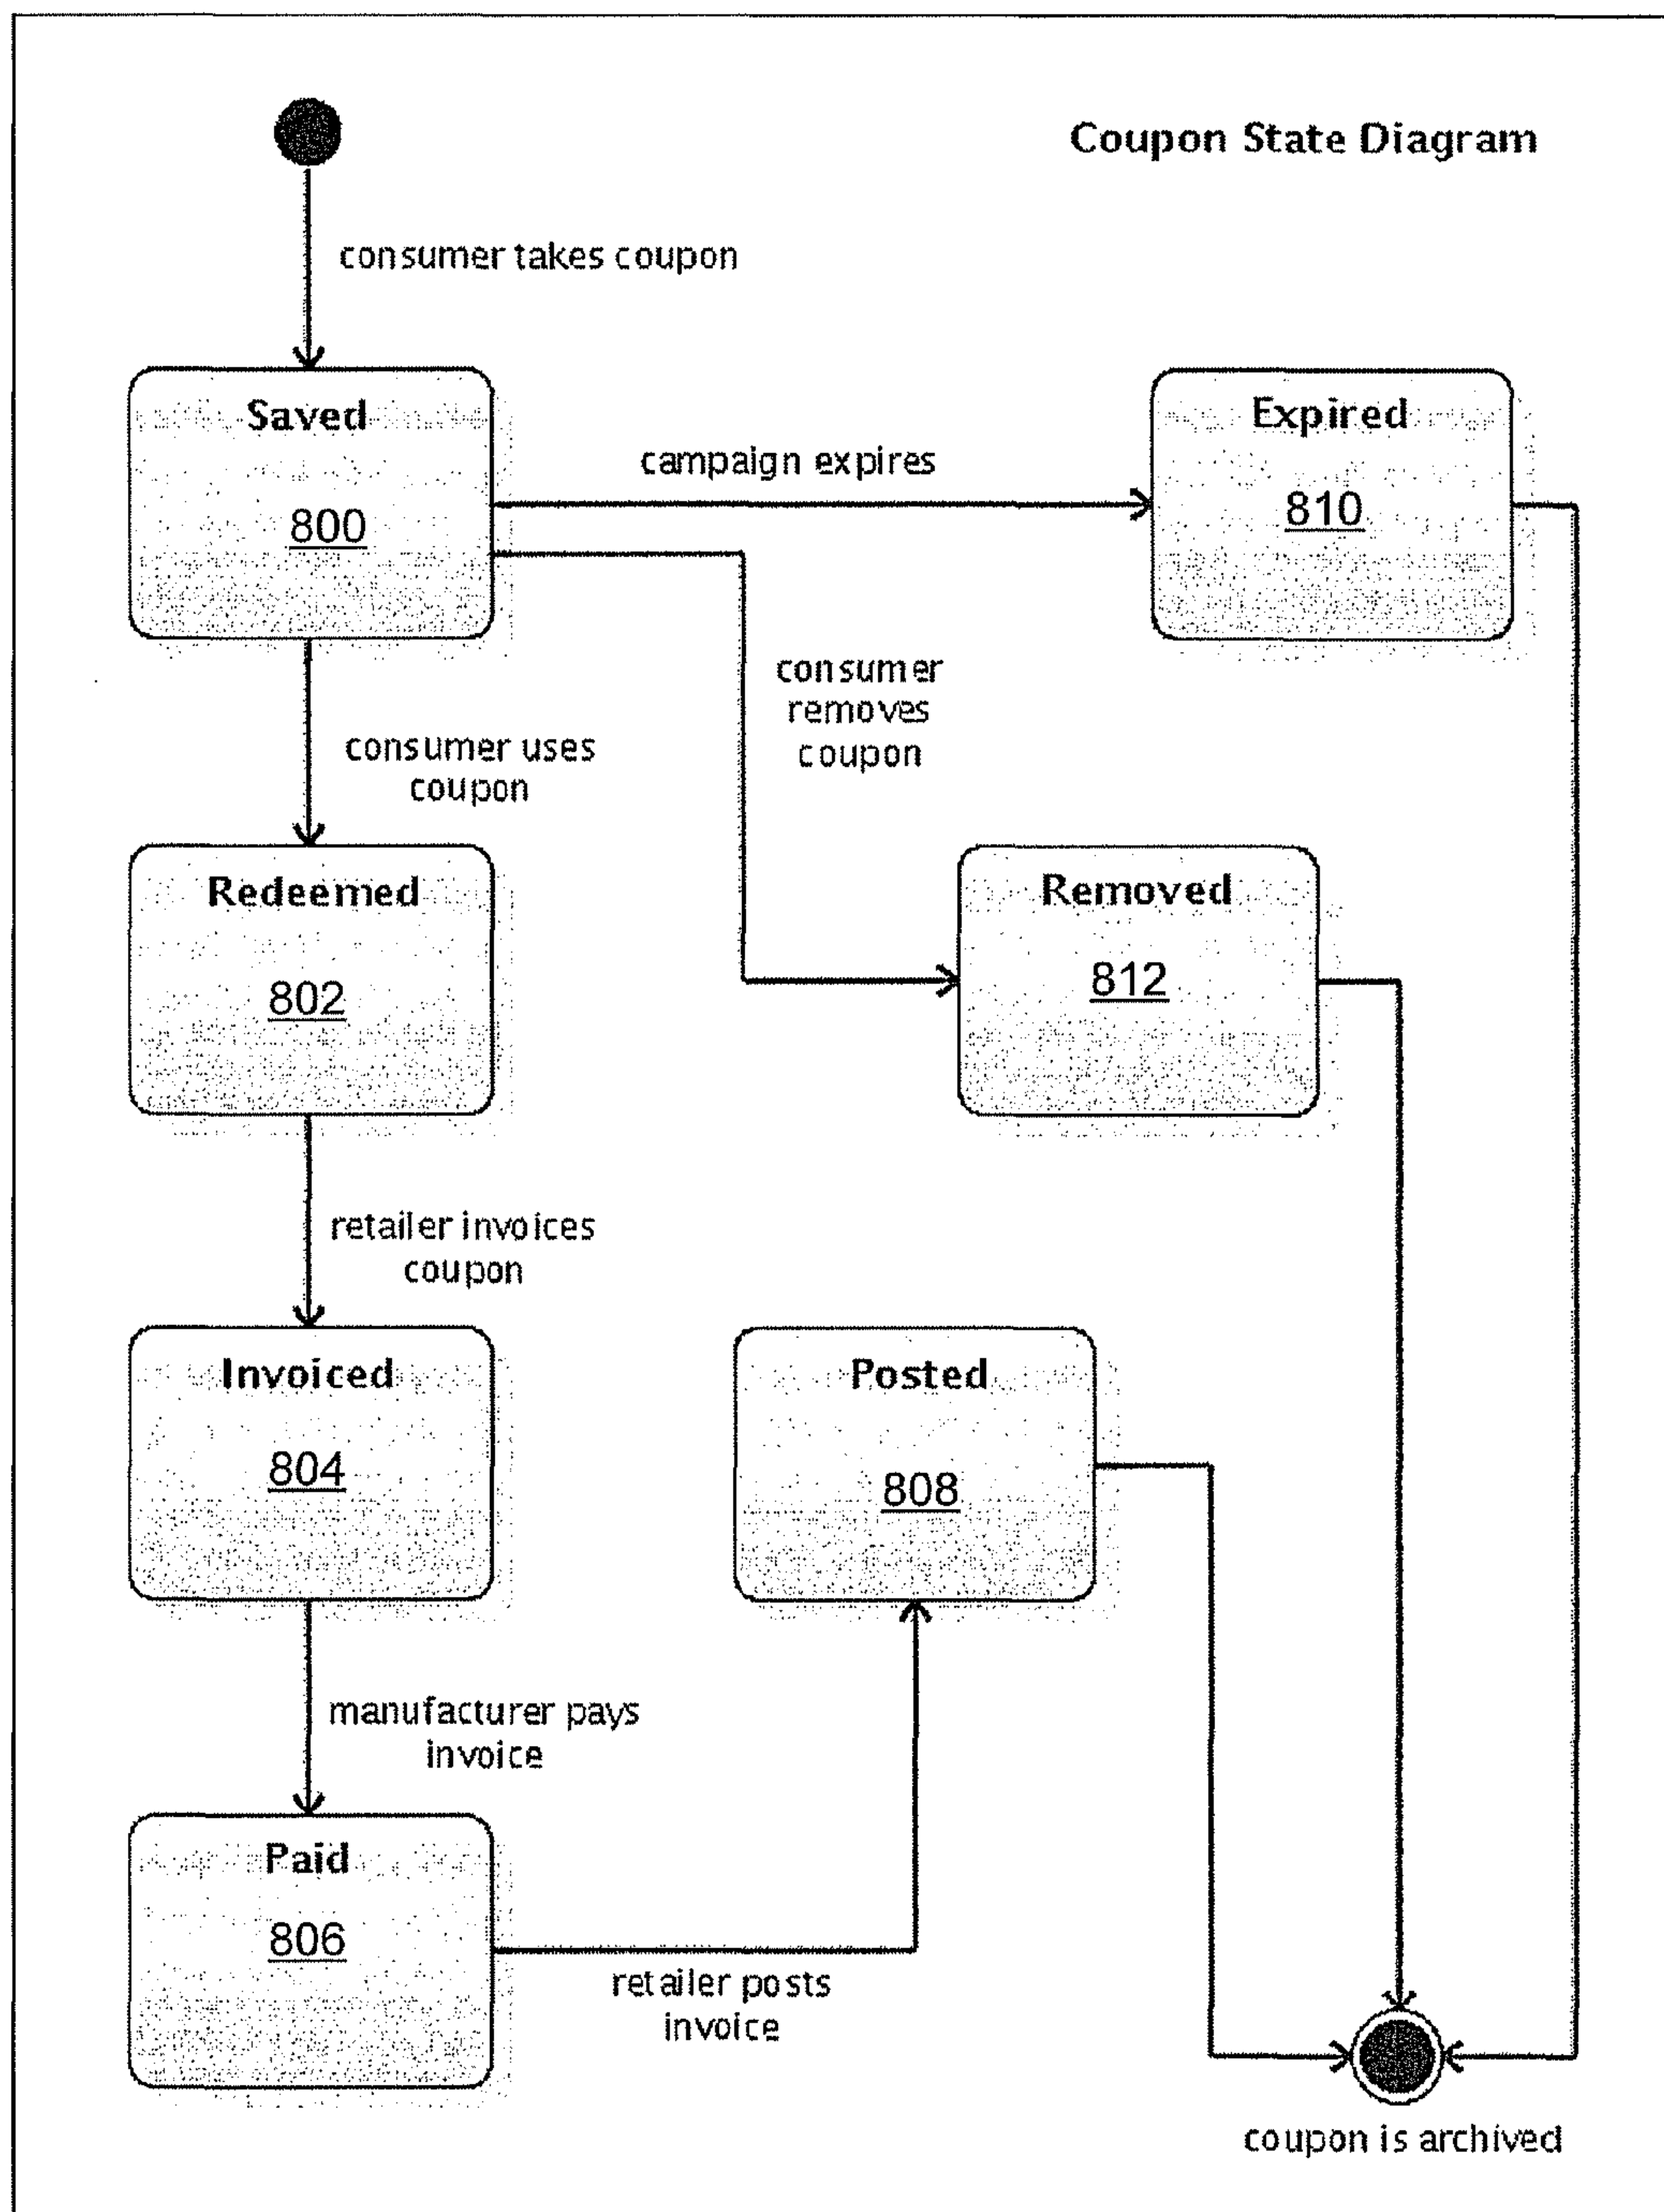 Coupon State Diagram
consumer takes coupon
Saved
800
campaign expires
Expired
810
consumer
removes
coupon
consumer uses
coupon
Redeemed
802
Removed
812
retailer invoices
coupon
Invoiced
804
Posted
808
manufacturer pays
invoice
Paid
806
retailer posts
invoice
coupon is archived